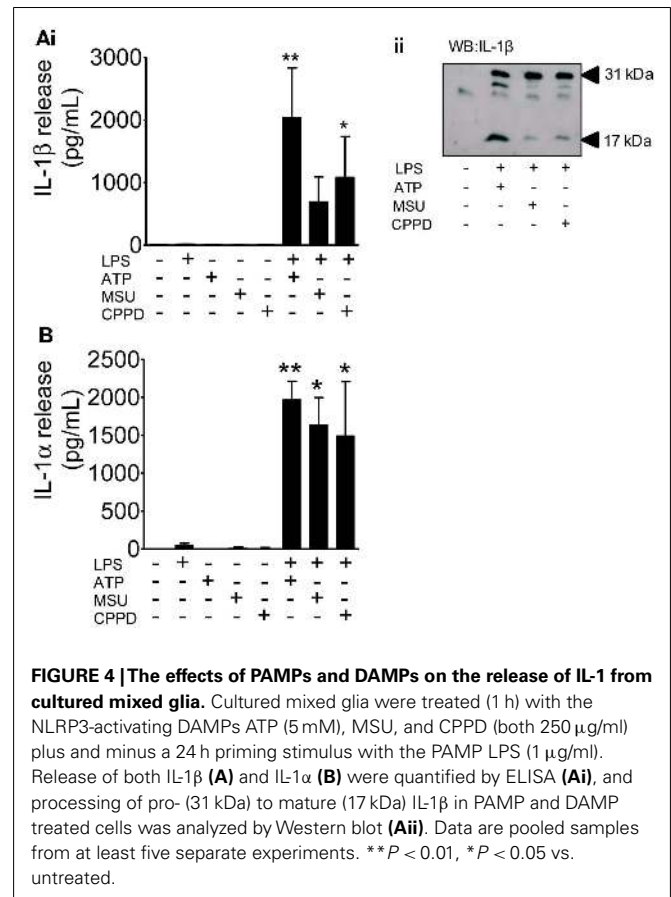 Ai
IL-1β release
(pg/mL)
3000
2000
1000
0
**
*
LPS - + - - - + + +
ATP - - + - - + - -
MSU - - - + - - + -
CPPD - - - - + - - +
ii WB:IL-1β
31 kDa
17 kDa
LPS - + + +
ATP - + - -
MSU - - + -
CPPD - - - +
B
IL-1α release
(pg/mL)
2500
2000
1500
1000
500
0
**
*
*
LPS - + - - - + + +
ATP - - + - - + - -
MSU - - - + - - + -
CPPD - - - - + - - +
FIGURE 4 | The effects of PAMPs and DAMPs on the release of IL-1 from
cultured mixed glia. Cultured mixed glia were treated (1 h) with the
NLRP3-activating DAMPs ATP (5 mM), MSU, and CPPD (both 250 μg/ml)
plus and minus a 24 h priming stimulus with the PAMP LPS (1 μg/ml).
Release of both IL-1β (A) and IL-1α (B) were quantified by ELISA (Ai), and
processing of pro- (31 kDa) to mature (17 kDa) IL-1β in PAMP and DAMP
treated cells was analyzed by Western blot (Aii). Data are pooled samples
from at least five separate experiments. **P < 0.01, *P < 0.05 vs.
untreated.